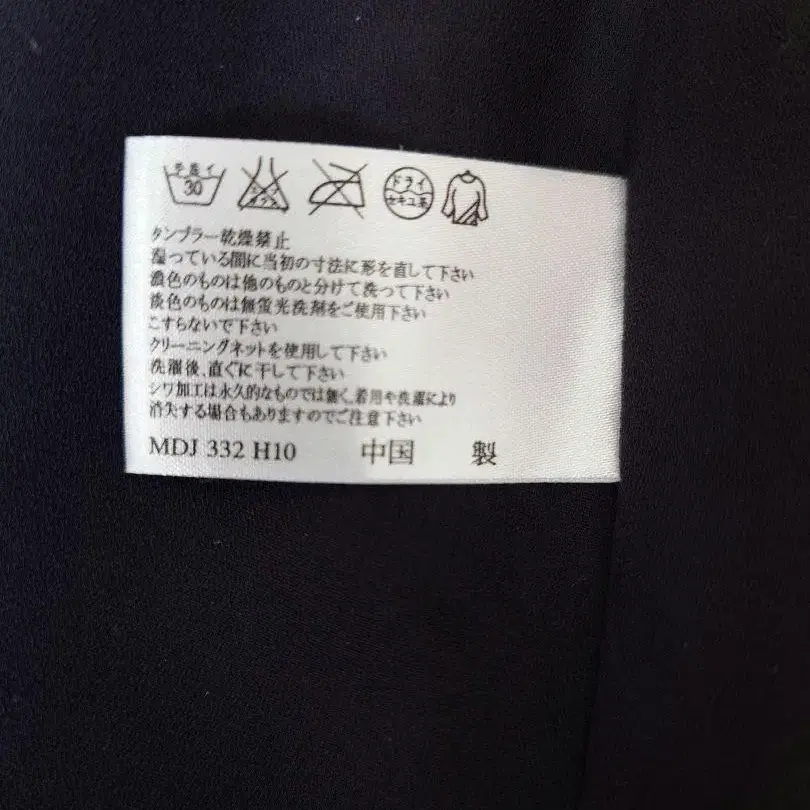 手洗イ 30 エンソサラシ ドライ セキユ系
タンブラー乾燥禁止
湿っている間に当初の寸法に形を直して下さい
濃色のものは他のものと分けて洗って下さい
淡色のものは無蛍光洗剤をご使用下さい
こすらないで下さい
クリーニングネットを使用して下さい
洗濯後、直ぐに干して下さい
シワ加工は永久的なものでは無く、着用や洗濯により
消失する場合もありますのでご注意下さい
MDJ 332 H10 中国 製